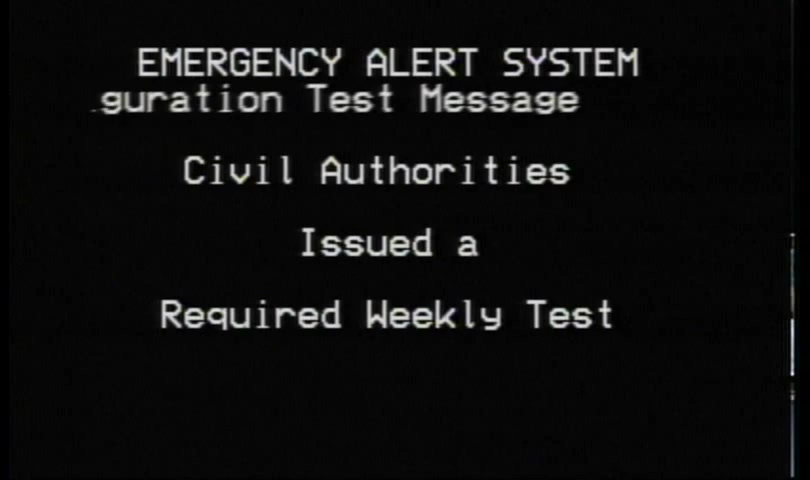 EMERGENCY ALERT SYSTEM
guration Test Message
Civil Authorities
Issued a
Required Weekly Test